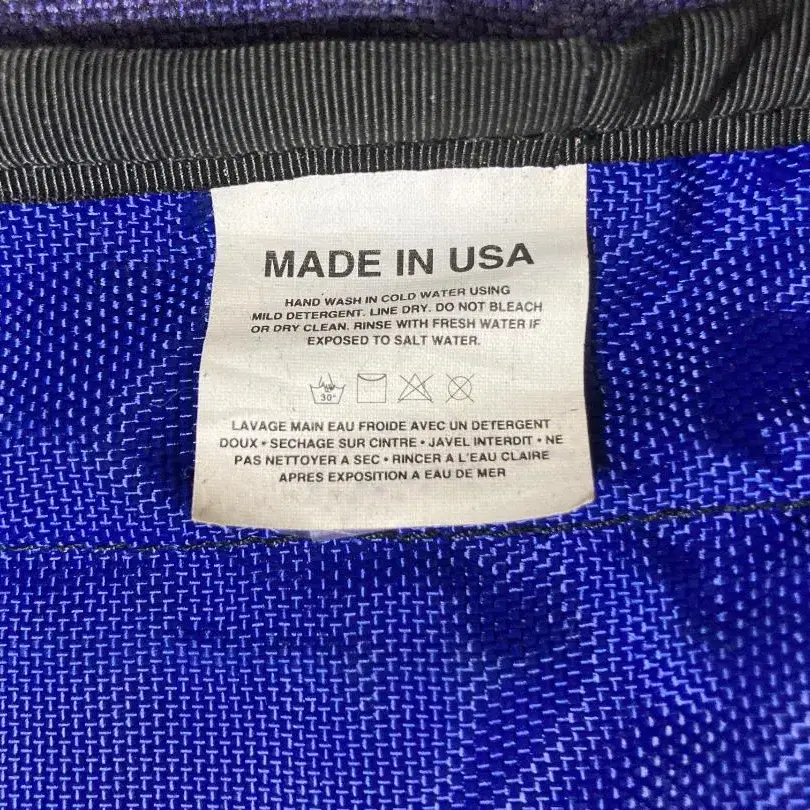 MADE IN USA
HAND WASH IN COLD WATER USING
MILD DETERGENT. LINE DRY. DO NOT BLEACH
OR DRY CLEAN. RINSE WITH FRESH WATER IF
EXPOSED TO SALT WATER.
30°
LAVAGE MAIN EAU FROIDE AVEC UN DETERGENT
DOUX • SECHAGE SUR CINTRE • JAVEL INTERDIT • NE
PAS NETTOYER A SEC • RINCER A L'EAU CLAIRE
APRES EXPOSITION A EAU DE MER